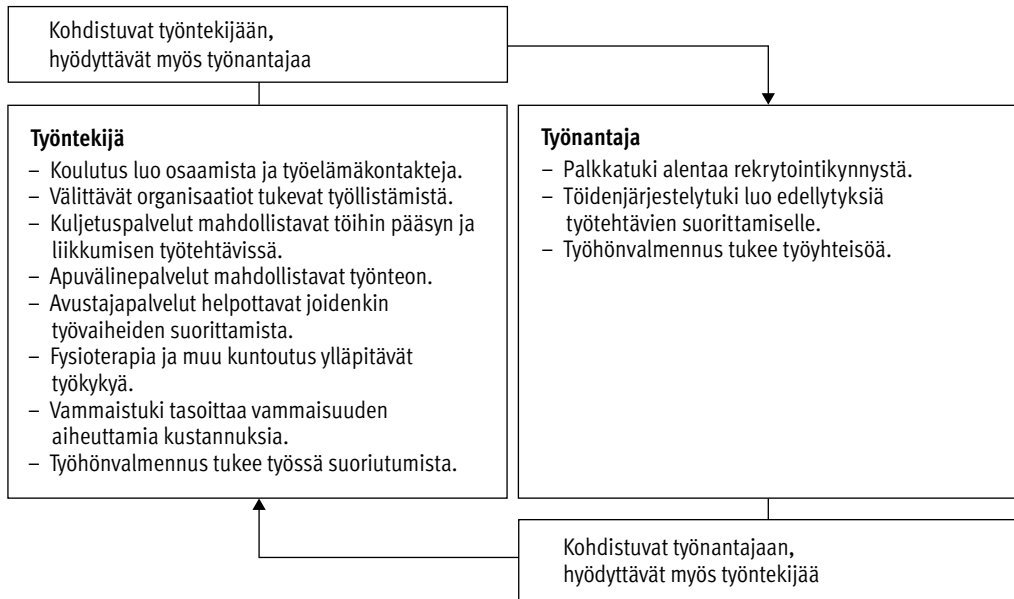 Kohdistuvat työntekijään,
hyödyttävät myös työnantajaa
Työntekijä
– Koulutus luo osaamista ja työelämäkontakteja.
– Välittävät organisaatiot tukevat työllistämistä.
– Kuljetuspalvelut mahdollistavat töihin pääsyn ja
liikkumisen työtehtävissä.
– Apuvälinepalvelut mahdollistavat työnteon.
– Avustajapalvelut helpottavat joidenkin
työvaiheiden suorittamista.
– Fysioterapia ja muu kuntoutus ylläpitävät
työkykyä.
– Vammaistuki tasoittaa vammaisuuden
aiheuttamia kustannuksia.
– Työhönvalmennus tukee työssä suoriutumista.
Työnantaja
– Palkkatuki alentaa rekrytointikynnystä.
– Töidenjärjestelytuki luo edellytyksiä
työtehtävien suorittamiselle.
– Työhönvalmennus tukee työyhteisöä.
Kohdistuvat työnantajaan,
hyödyttävät myös työntekijää